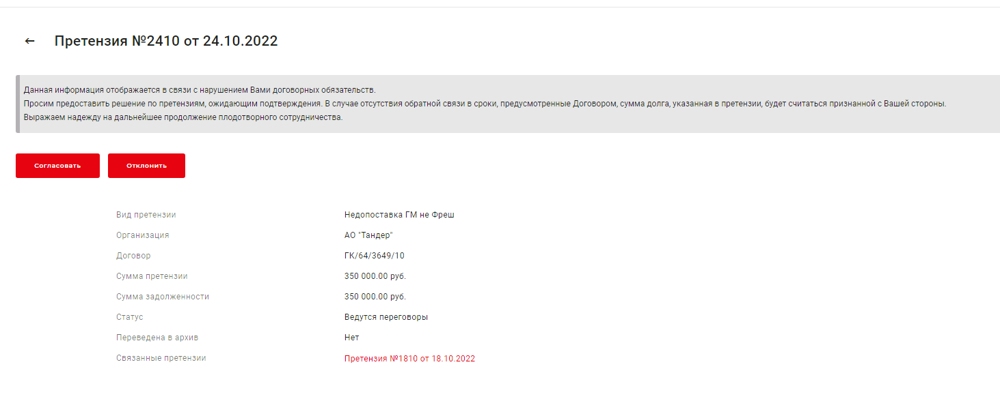 ← Претензия №2410 от 24.10.2022
Данная информация отображается в связи с нарушением Вами договорных обязательств.
Просим предоставить решение по претензиям, ожидающим подтверждения. В случае отсутствия обратной связи в сроки, предусмотренные Договором, сумма долга, указанная в претензии, будет считаться признанной с Вашей стороны.
Выражаем надежду на дальнейшее продолжение плодотворного сотрудничества.
Согласовать Отклонить
Вид претензии Недопоставка ГМ не Фреш
Организация АО "Тандер"
Договор ГК/64/3649/10
Сумма претензии 350 000.00 руб.
Сумма задолженности 350 000.00 руб.
Статус Ведутся переговоры
Переведена в архив Нет
Связанные претензии Претензия №1810 от 18.10.2022